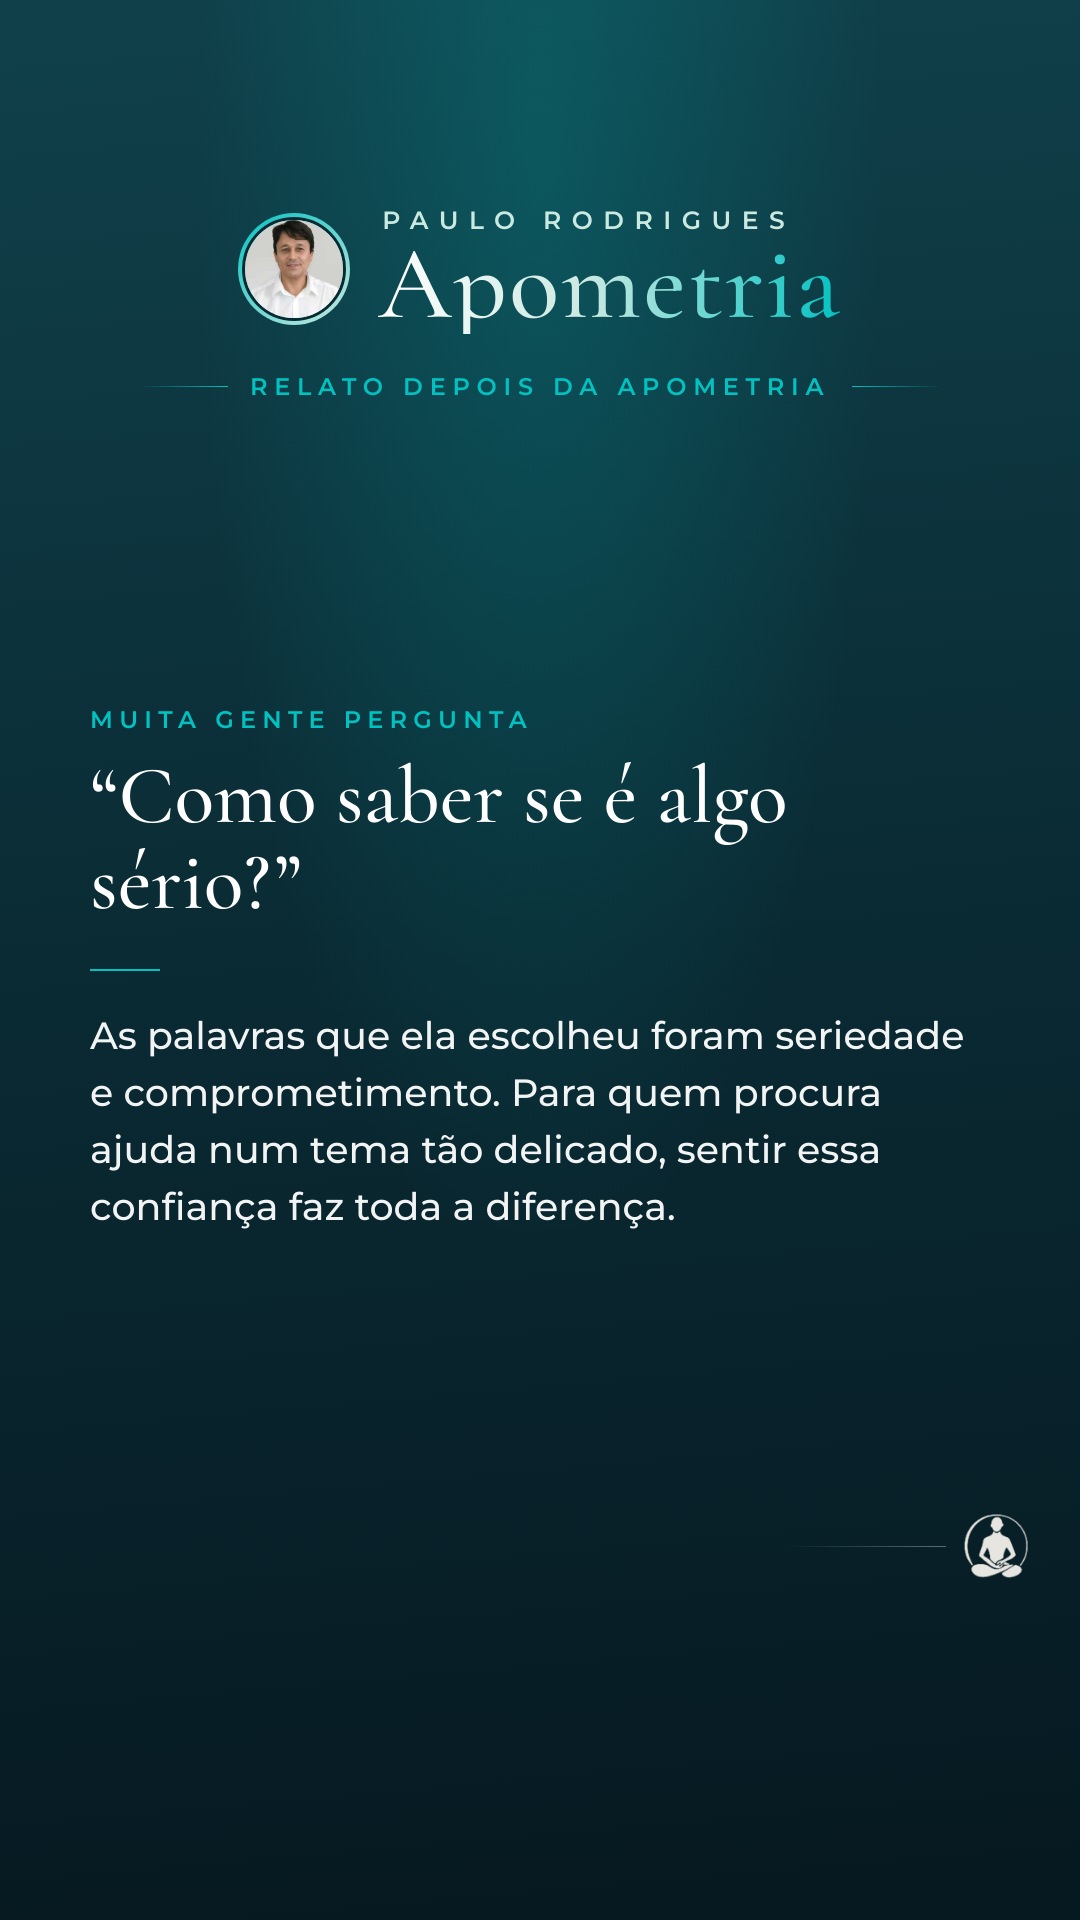 PAULO RODRIGUES
Apometria
RELATO DEPOIS DA APOMETRIA
MUITA GENTE PERGUNTA
“Como saber se é algo
sério?”
As palavras que ela escolheu foram seriedade
e comprometimento. Para quem procura
ajuda num tema tão delicado, sentir essa
confiança faz toda a diferença.